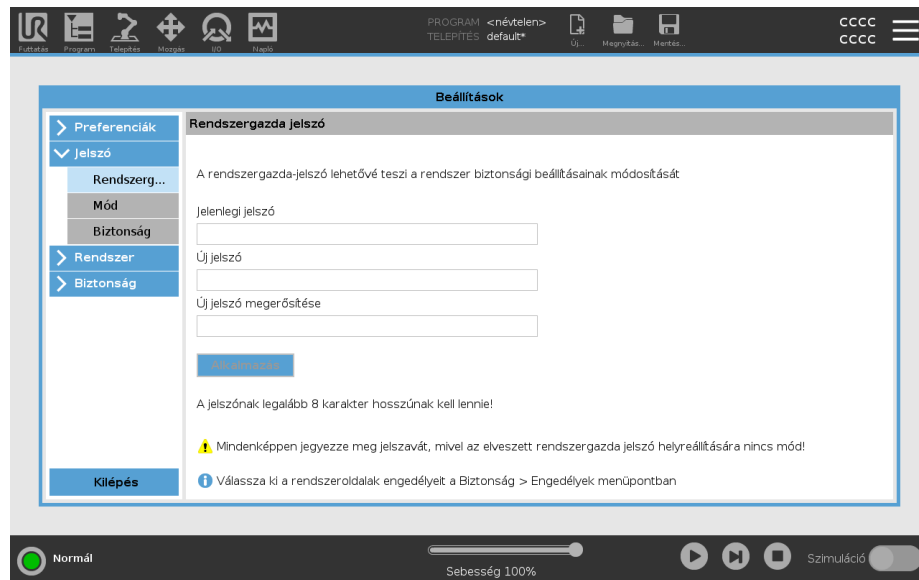 PROGRAM <névtelen>
TELEPÍTÉS default*
Futtatás Program Telepítés Mozgás I/O Napló Új... Megnyitás... Mentés...
CCCC
CCCC
Beállítások
Preferenciák
Jelszó
Rendszerg...
Mód
Biztonság
Rendszer
Biztonság
Kilépés
Rendszergazda jelszó
A rendszergazda-jelszó lehetővé teszi a rendszer biztonsági beállításainak módosítását
Jelenlegi jelszó
Új jelszó
Új jelszó megerősítése
Alkalmazás
A jelszónak legalább 8 karakter hosszúnak kell lennie!
Mindenképpen jegyezze meg jelszavát, mivel az elveszett rendszergazda jelszó helyreállítására nincs mód!
Válassza ki a rendszeroldalak engedélyeit a Biztonság > Engedélyek menüpontban
Normál
Sebesség 100%
Szimuláció